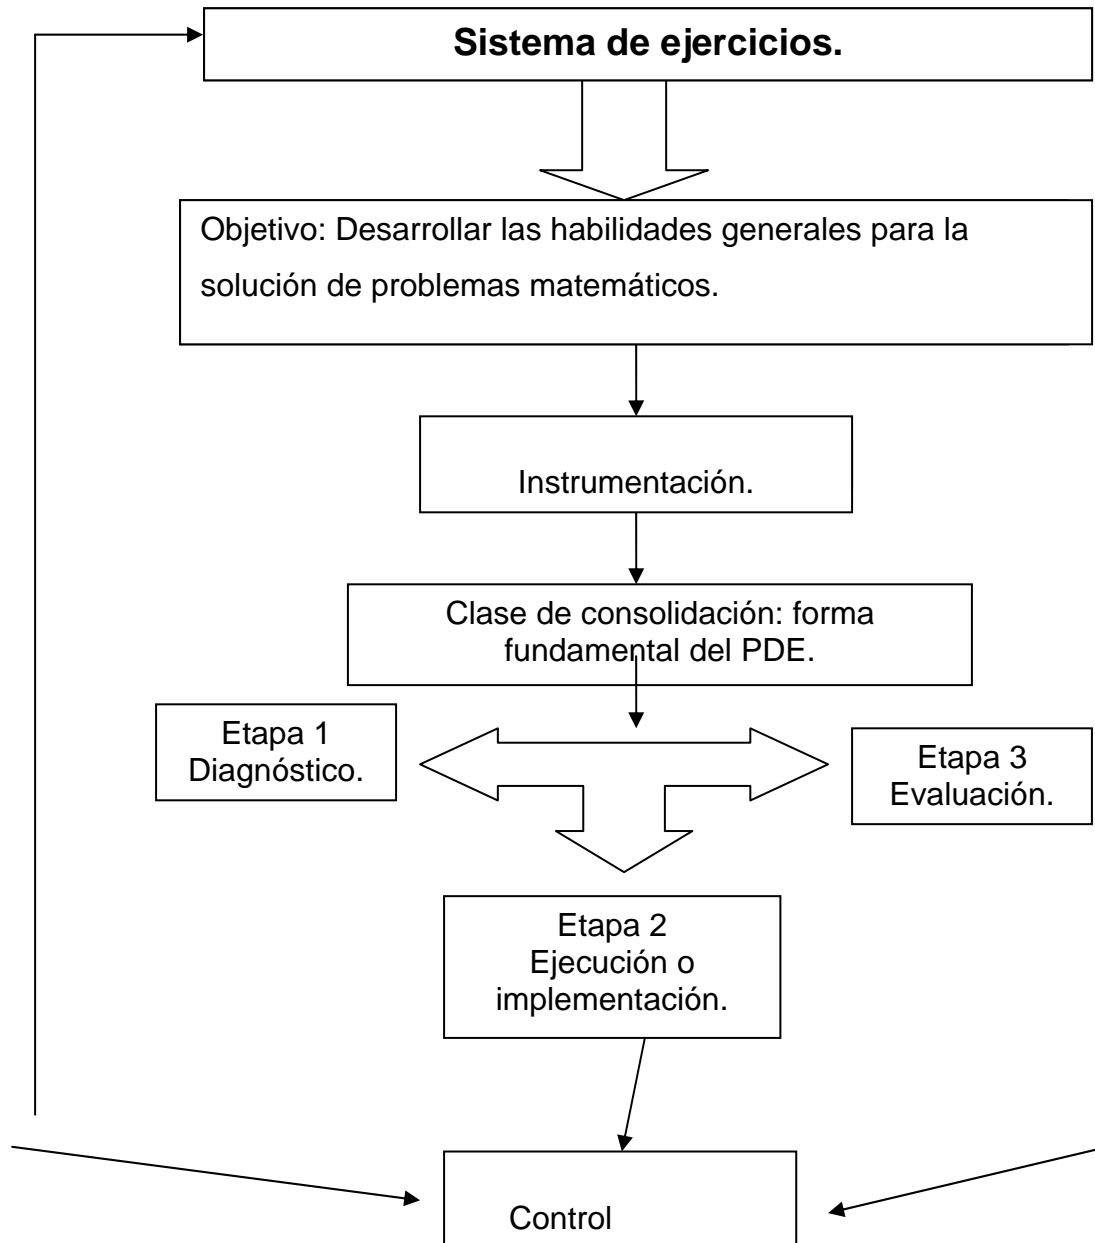 Sistema de ejercicios.
Objetivo: Desarrollar las habilidades generales para la
solución de problemas matemáticos.
Instrumentación.
Clase de consolidación: forma
fundamental del PDE.
Etapa 1
Diagnóstico.
Etapa 3
Evaluación.
Etapa 2
Ejecución o
implementación.
Control